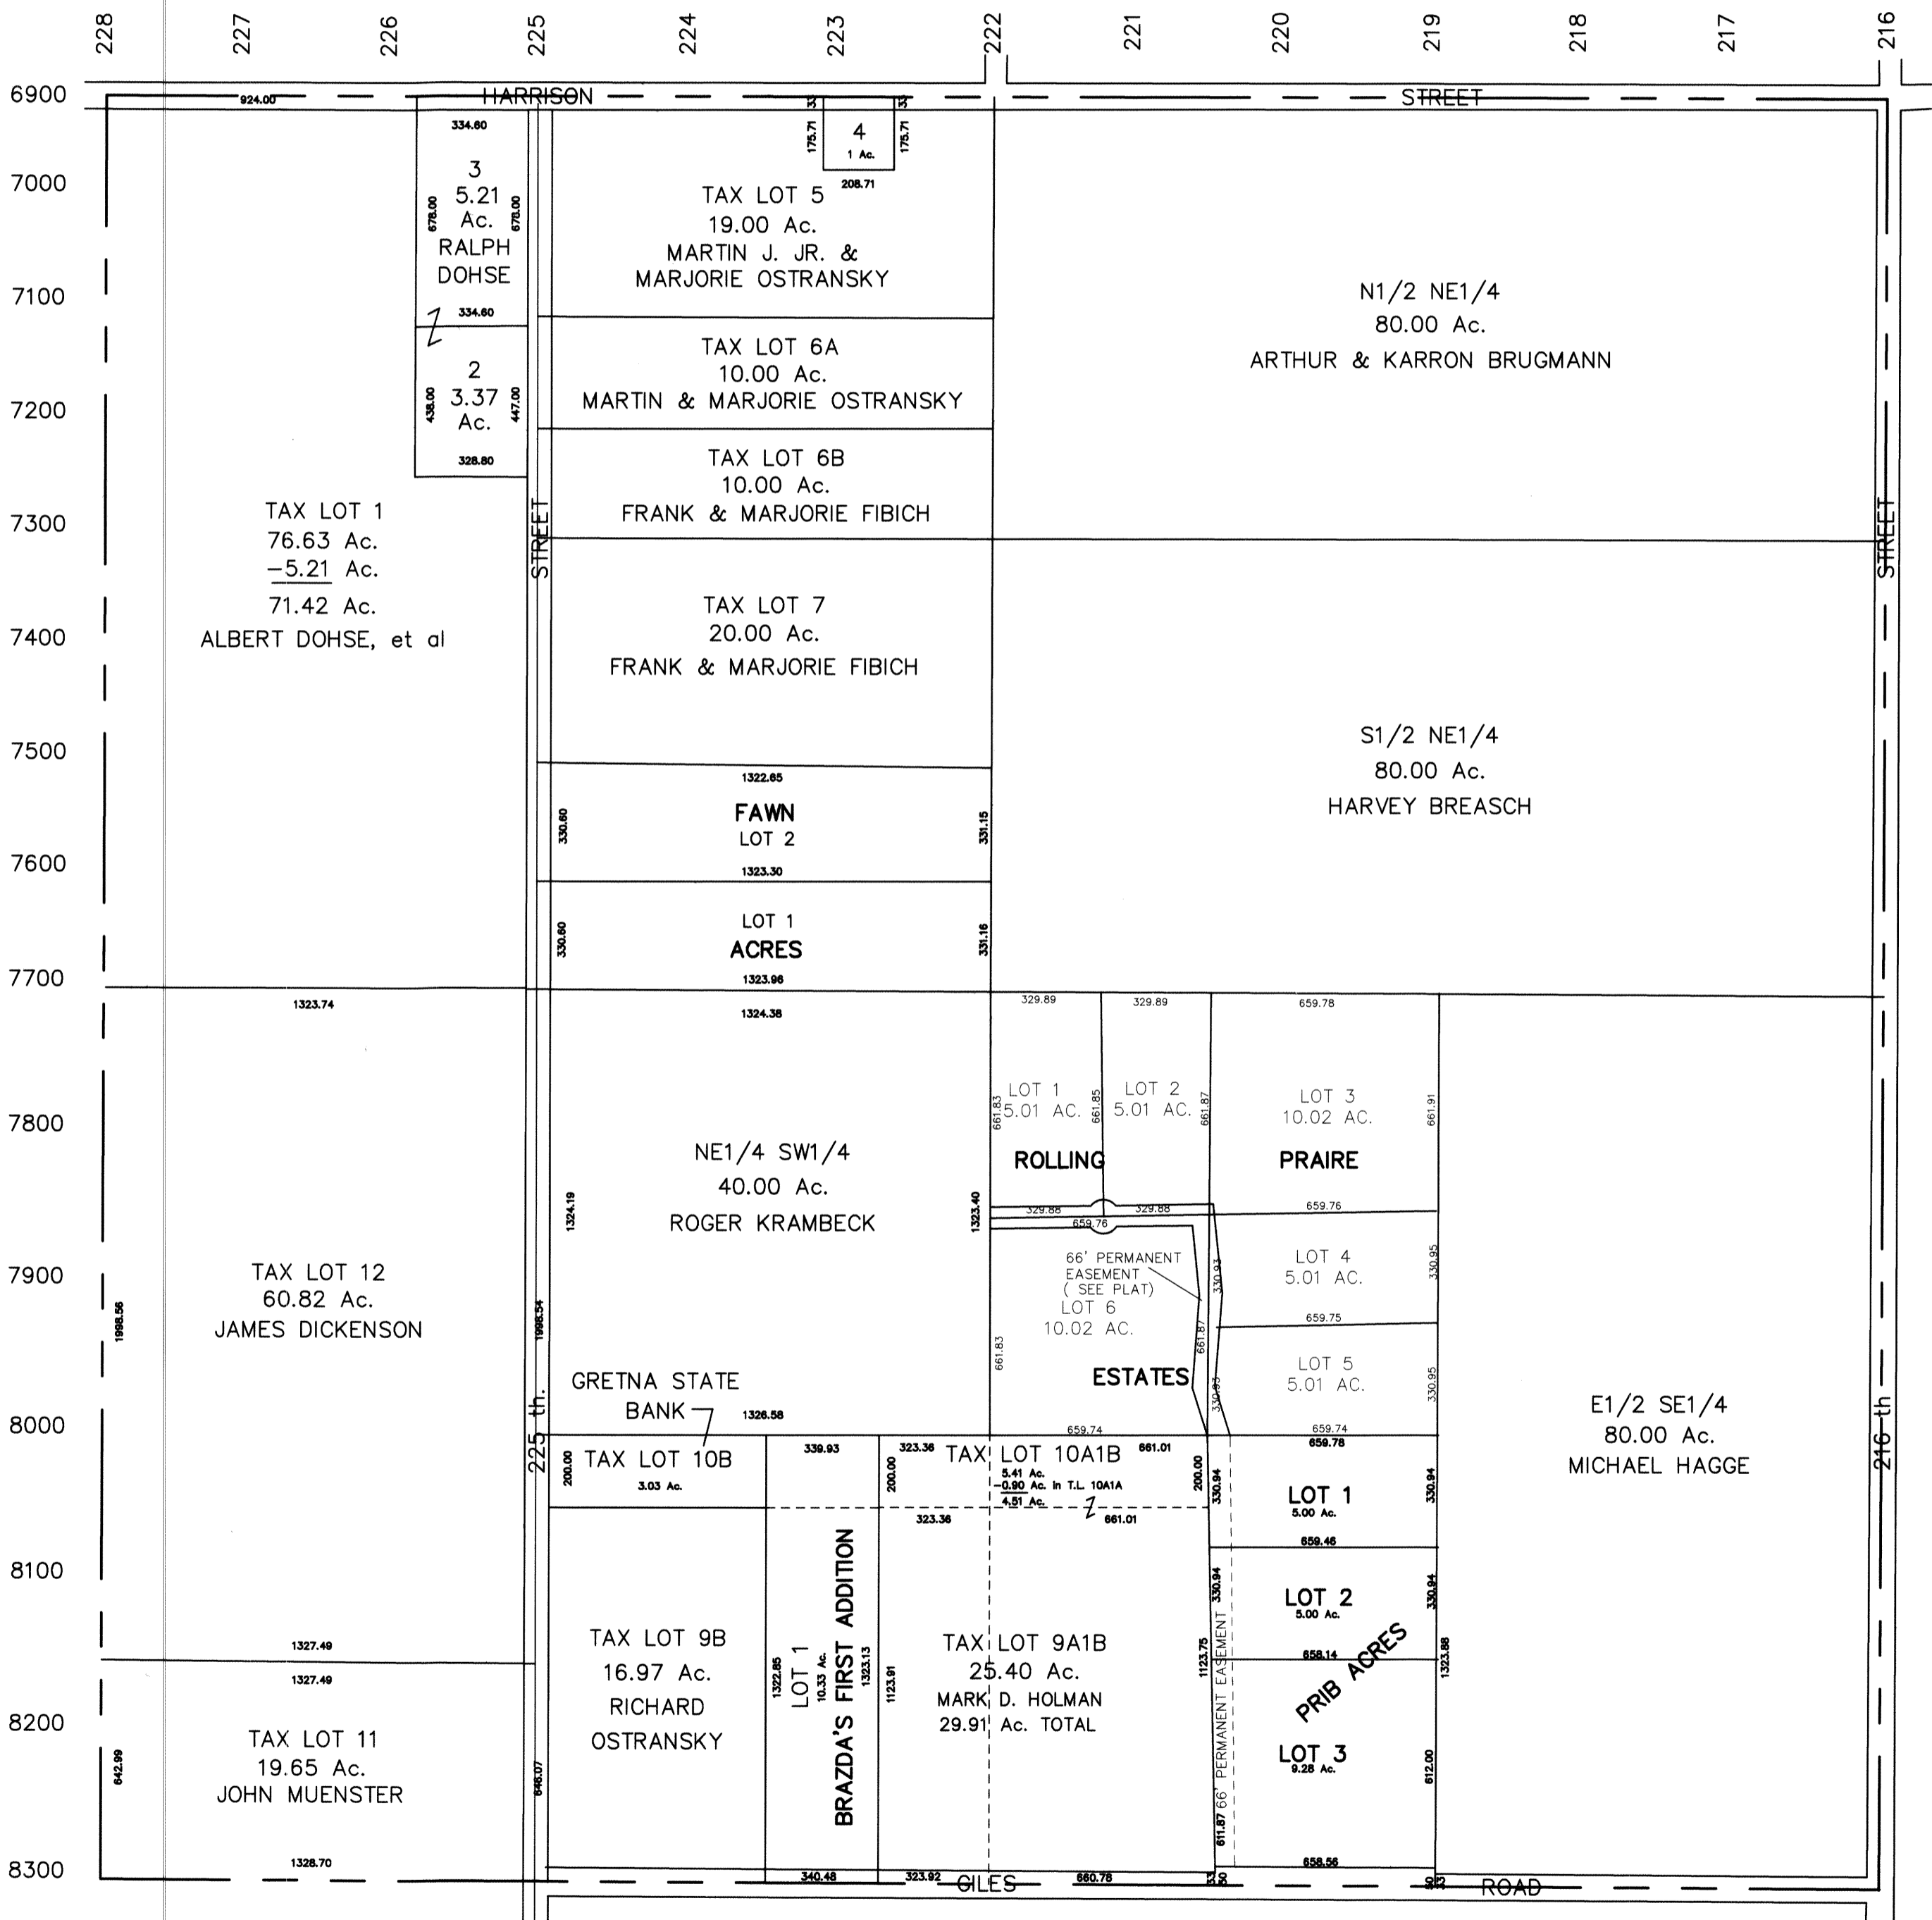 228 227 226 225 224 223 222 221 220 219 218 217 216
6900
7000
7100
7200
7300
7400
7500
7600
7700
7800
7900
8000
8100
8200
8300
HARRISON STREET
924.00
334.60
3
5.21
Ac.
RALPH
DOHSE
678.00
678.00
334.60
2
3.37
Ac.
438.00
447.00
328.80
TAX LOT 1
76.63 Ac.
-5.21 Ac.
71.42 Ac.
ALBERT DOHSE, et al
33
33
175.71
4
1 Ac.
175.71
208.71
TAX LOT 5
19.00 Ac.
MARTIN J. JR. &
MARJORIE OSTRANSKY
TAX LOT 6A
10.00 Ac.
MARTIN & MARJORIE OSTRANSKY
TAX LOT 6B
10.00 Ac.
FRANK & MARJORIE FIBICH
TAX LOT 7
20.00 Ac.
FRANK & MARJORIE FIBICH
1322.65
FAWN
LOT 2
330.60
331.15
1323.30
LOT 1
ACRES
330.60
331.16
1323.96
N1/2 NE1/4
80.00 Ac.
ARTHUR & KARRON BRUGMANN
S1/2 NE1/4
80.00 Ac.
HARVEY BREASCH
225 th. STREET
216 th STREET
1323.74
1998.56
1998.54
TAX LOT 12
60.82 Ac.
JAMES DICKENSON
1327.49
1327.49
TAX LOT 11
19.65 Ac.
JOHN MUENSTER
642.99
646.07
1328.70
1324.38
NE1/4 SW1/4
40.00 Ac.
ROGER KRAMBECK
1324.19
1323.40
GRETNA STATE
BANK
1326.58
329.89
329.89
659.78
LOT 1
5.01 AC.
661.83
661.85
LOT 2
5.01 AC.
661.87
LOT 3
10.02 AC.
661.91
ROLLING PRAIRE
329.88
329.88
659.76
659.76
66' PERMANENT
EASEMENT
( SEE PLAT)
LOT 6
10.02 AC.
661.83
661.87
330.93
330.93
LOT 4
5.01 AC.
330.95
659.75
LOT 5
5.01 AC.
330.95
ESTATES
659.74
659.74
TAX LOT 10B
3.03 Ac.
200.00
339.93
323.36
200.00
TAX LOT 10A1B
661.01
200.00
5.41 Ac.
-0.90 Ac. in T.L. 10A1A
4.51 Ac.
323.36
661.01
TAX LOT 9B
16.97 Ac.
RICHARD
OSTRANSKY
1322.85
LOT 1
10.33 Ac.
BRAZDA'S FIRST ADDITION
1323.13
1123.91
TAX LOT 9A1B
25.40 Ac.
MARK D. HOLMAN
29.91 Ac. TOTAL
1123.75
340.48
323.92
660.78
659.78
LOT 1
5.00 Ac.
330.94
330.94
659.46
LOT 2
5.00 Ac.
330.94
330.94
658.14
PRIB ACRES
1323.88
LOT 3
9.28 Ac.
611.87
66' PERMANENT EASEMENT
612.00
658.56
33
50
50
33
E1/2 SE1/4
80.00 Ac.
MICHAEL HAGGE
GILES ROAD